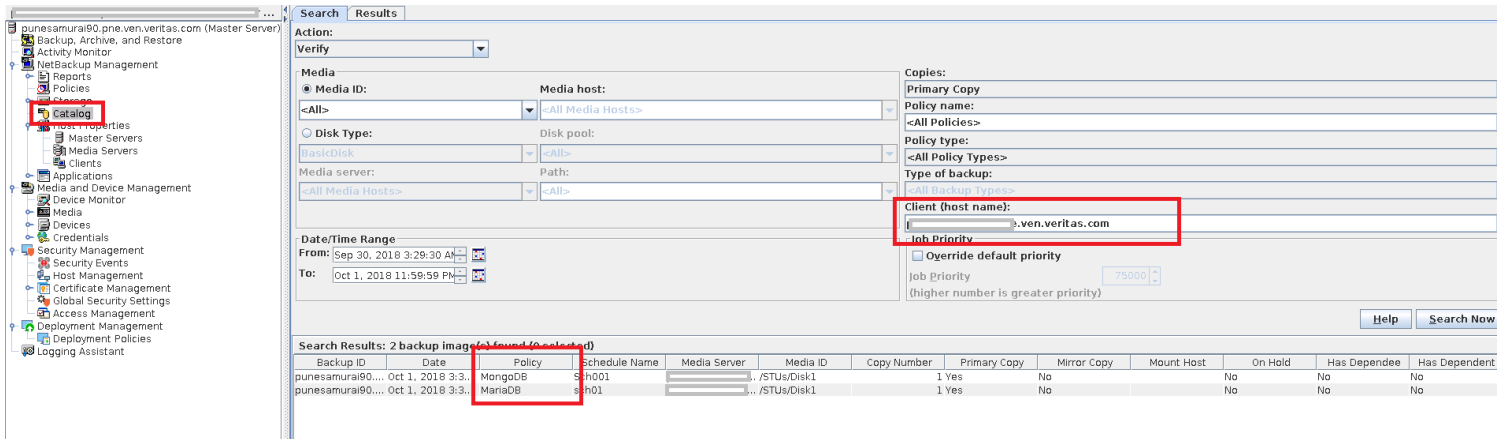 ...
punesamurai90.pne.ven.veritas.com (Master Server)
Backup, Archive, and Restore
Activity Monitor
NetBackup Management
Reports
Policies
Storage
Catalog
Host Properties
Master Servers
Media Servers
Clients
Applications
Media and Device Management
Device Monitor
Media
Devices
Credentials
Security Management
Security Events
Host Management
Certificate Management
Global Security Settings
Access Management
Deployment Management
Deployment Policies
Logging Assistant
Search Results
Action:
Verify
Media
Media ID: Media host:
<All> <All Media Hosts>
Disk Type: Disk pool:
BasicDisk <All>
Media server: Path:
<All Media Hosts> <All>
Date/Time Range
From: Sep 30, 2018 3:29:30 AM
To: Oct 1, 2018 11:59:59 PM
Copies:
Primary Copy
Policy name:
<All Policies>
Policy type:
<All Policy Types>
Type of backup:
<All Backup Types>
Client (host name):
e.ven.veritas.com
Job Priority
Override default priority
Job Priority 75000
(higher number is greater priority)
Help Search Now
Search Results: 2 backup image(s) found (0 selected)
Backup ID Date Policy Schedule Name Media Server Media ID Copy Number Primary Copy Mirror Copy Mount Host On Hold Has Dependee Has Dependent
punesamurai90.... Oct 1, 2018 3:3... MongoDB Sch001 ... /STUs/Disk1 1 Yes No No No No
punesamurai90.... Oct 1, 2018 3:3... MariaDB sch01 ... /STUs/Disk1 1 Yes No No No No